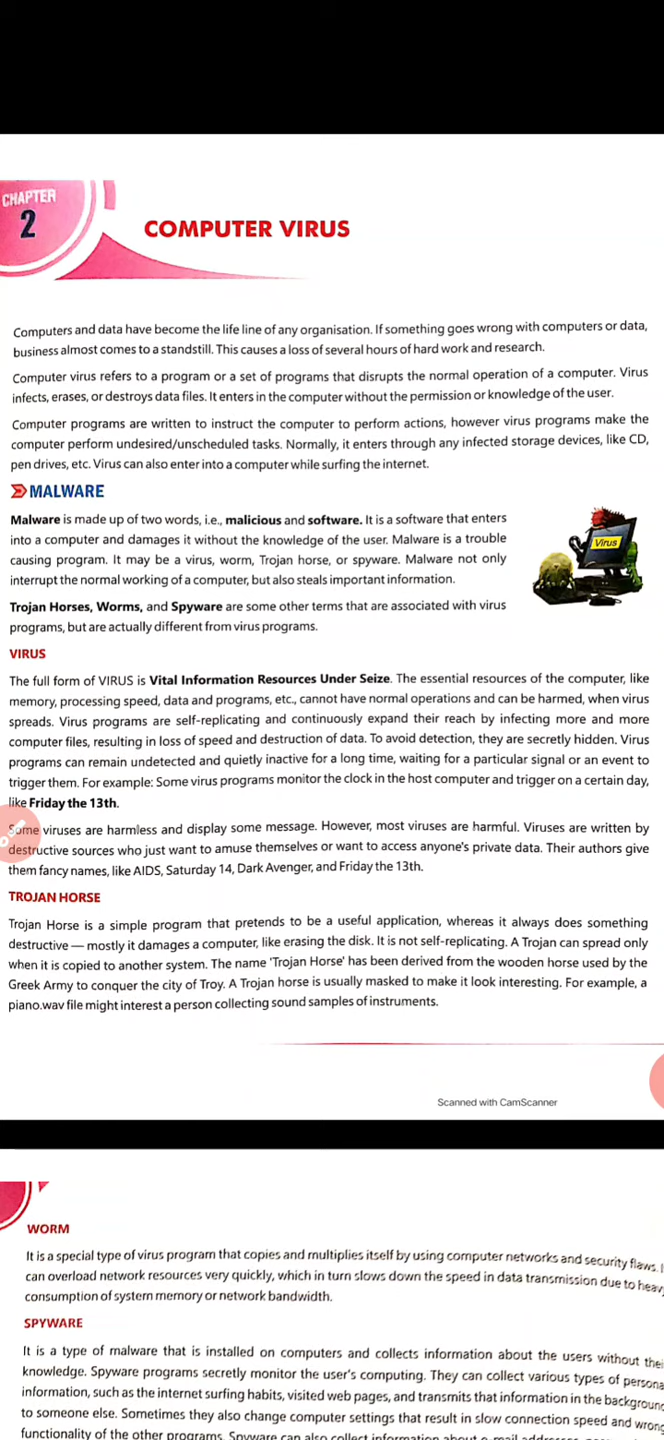 CHAPTER
2
COMPUTER VIRUS
Computers and data have become the life line of any organisation. If something goes wrong with computers or data,
business almost comes to a standstill. This causes a loss of several hours of hard work and research.
Computer virus refers to a program or a set of programs that disrupts the normal operation of a computer. Virus
infects, erases, or destroys data files. It enters in the computer without the permission or knowledge of the user.
Computer programs are written to instruct the computer to perform actions, however virus programs make the
computer perform undesired/unscheduled tasks. Normally, it enters through any infected storage devices, like CD,
pen drives, etc. Virus can also enter into a computer while surfing the internet.
MALWARE
Malware is made up of two words, i.e., malicious and software. It is a software that enters
into a computer and damages it without the knowledge of the user. Malware is a trouble
causing program. It may be a virus, worm, Trojan horse, or spyware. Malware not only
interrupt the normal working of a computer, but also steals important information.
Virus
Trojan Horses, Worms, and Spyware are some other terms that are associated with virus
programs, but are actually different from virus programs.
VIRUS
The full form of VIRUS is Vital Information Resources Under Seize. The essential resources of the computer, like
memory, processing speed, data and programs, etc., cannot have normal operations and can be harmed, when virus
spreads. Virus programs are self-replicating and continuously expand their reach by infecting more and more
computer files, resulting in loss of speed and destruction of data. To avoid detection, they are secretly hidden. Virus
programs can remain undetected and quietly inactive for a long time, waiting for a particular signal or an event to
trigger them. For example: Some virus programs monitor the clock in the host computer and trigger on a certain day,
like Friday the 13th.
Some viruses are harmless and display some message. However, most viruses are harmful. Viruses are written by
destructive sources who just want to amuse themselves or want to access anyone's private data. Their authors give
them fancy names, like AIDS, Saturday 14, Dark Avenger, and Friday the 13th.
TROJAN HORSE
Trojan Horse is a simple program that pretends to be a useful application, whereas it always does something
destructive — mostly it damages a computer, like erasing the disk. It is not self-replicating. A Trojan can spread only
when it is copied to another system. The name 'Trojan Horse' has been derived from the wooden horse used by the
Greek Army to conquer the city of Troy. A Trojan horse is usually masked to make it look interesting. For example, a
piano.wav file might interest a person collecting sound samples of instruments.
Scanned with CamScanner
WORM
It is a special type of virus program that copies and multiplies itself by using computer networks and security flaws.
can overload network resources very quickly, which in turn slows down the speed in data transmission due to heav
consumption of system memory or network bandwidth.
SPYWARE
It is a type of malware that is installed on computers and collects information about the users without thei
knowledge. Spyware programs secretly monitor the user's computing. They can collect various types of persona
information, such as the internet surfing habits, visited web pages, and transmits that information in the background
to someone else. Sometimes they also change computer settings that result in slow connection speed and wrong
functionality of the other programs. Spyware can also collect information about